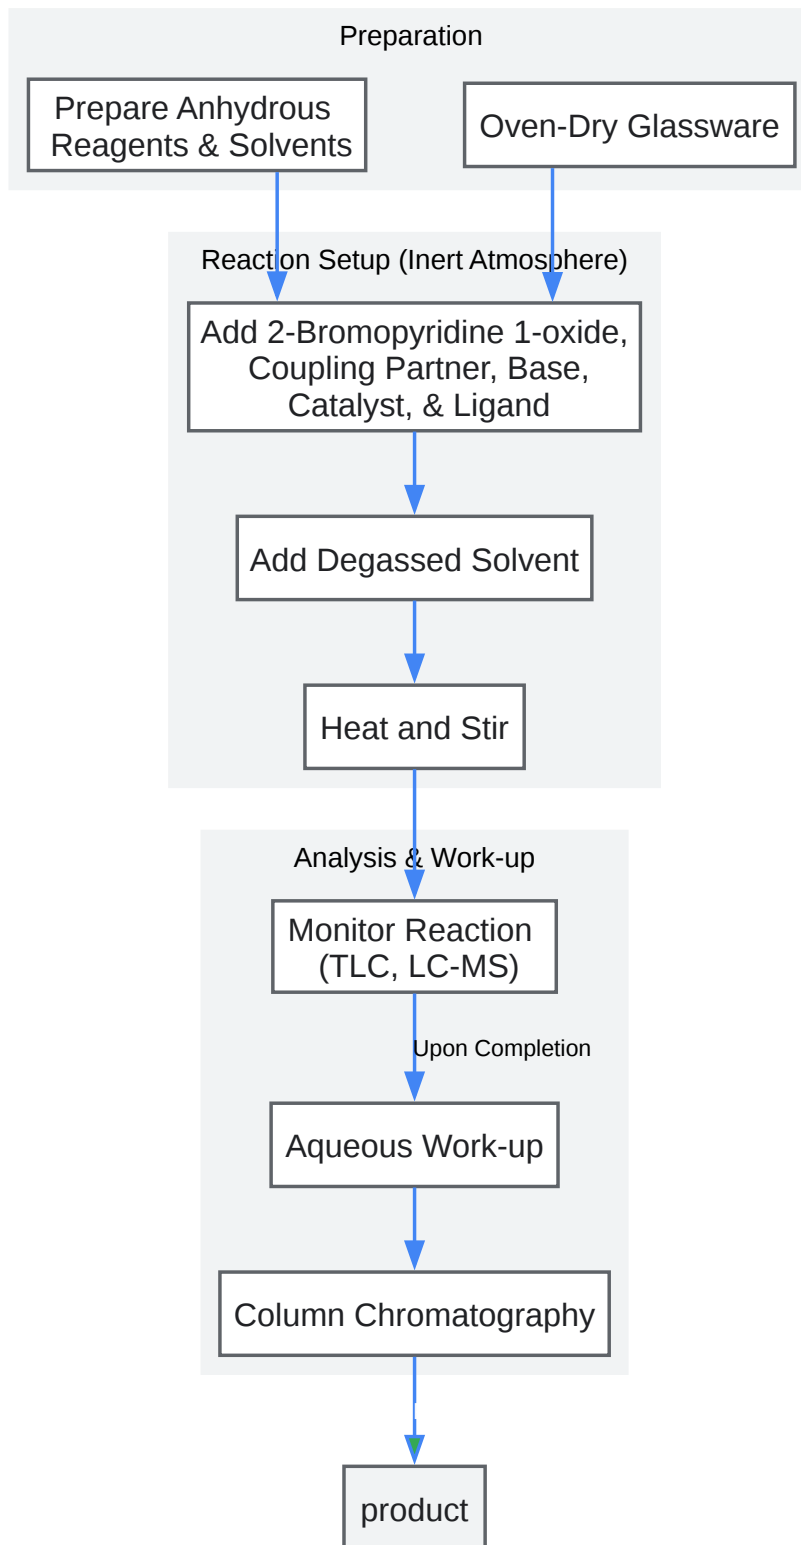 Preparation
Prepare Anhydrous
Reagents & Solvents
Oven-Dry Glassware
Reaction Setup (Inert Atmosphere)
Add 2-Bromopyridine 1-oxide,
Coupling Partner, Base,
Catalyst, & Ligand
Add Degassed Solvent
Heat and Stir
Analysis & Work-up
Monitor Reaction
(TLC, LC-MS)
Upon Completion
Aqueous Work-up
Column Chromatography
product